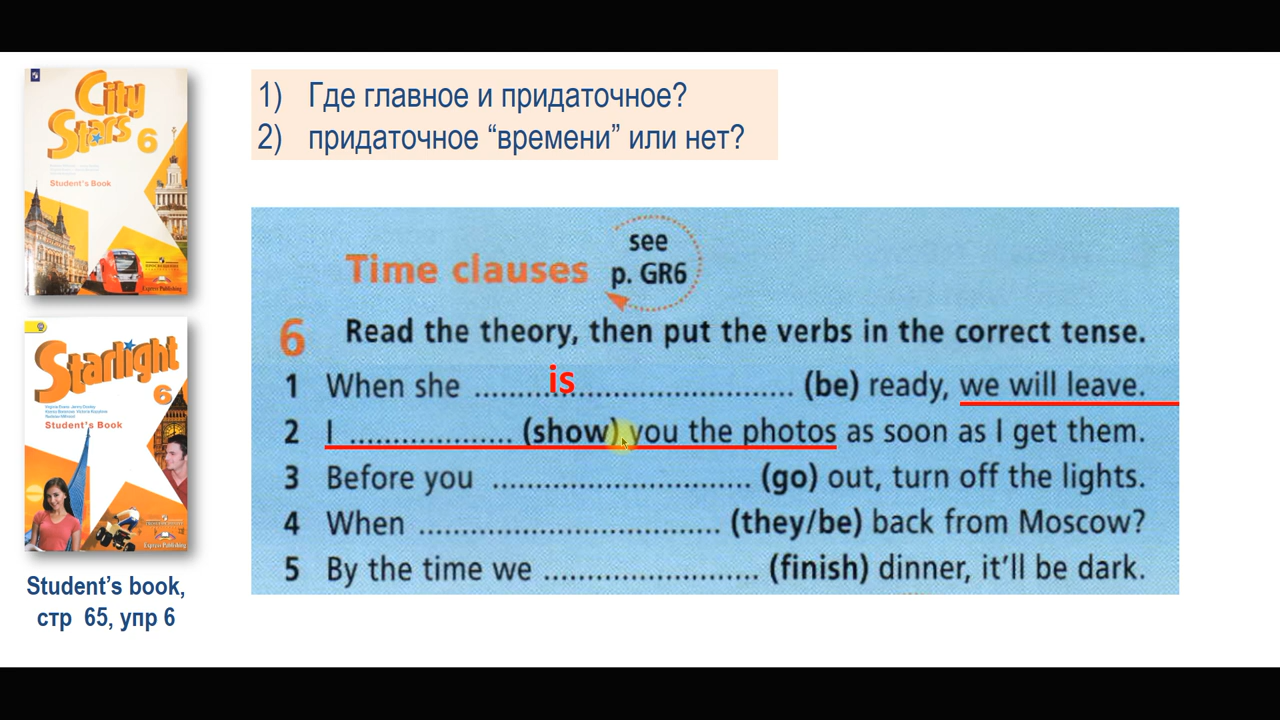 City
Stars 6
Student's Book
Starlight
6
Student's Book
Student's book,
стр 65, упр 6
1) Где главное и придаточное?
2) придаточное “времени” или нет?
Time clauses
see
p. GR6
6 Read the theory, then put the verbs in the correct tense.
1 When she ....................is.................... (be) ready, we will leave.
2 I .................. (show) you the photos as soon as I get them.
3 Before you ............................ (go) out, turn off the lights.
4 When ................................ (they/be) back from Moscow?
5 By the time we ....................... (finish) dinner, it'll be dark.